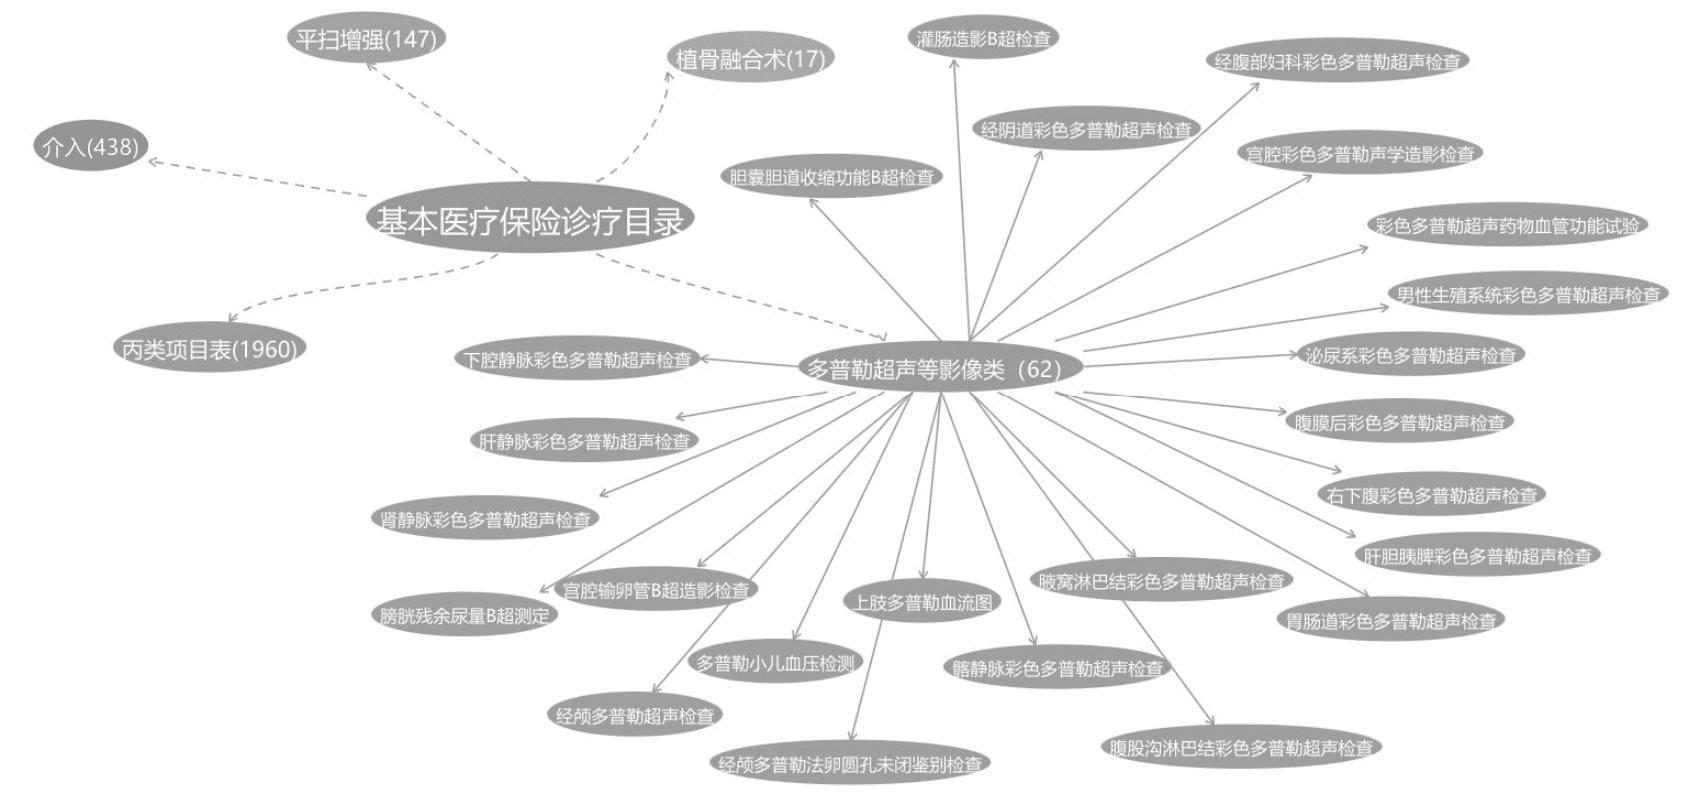 平扫增强(147)
植骨融合术(17)
灌肠造影B超检查
经腹部妇科彩色多普勒超声检查
介入(438)
经阴道彩色多普勒超声检查
宫腔彩色多普勒声学造影检查
胆囊胆道收缩功能B超检查
基本医疗保险诊疗目录
彩色多普勒超声药物血管功能试验
男性生殖系统彩色多普勒超声检查
丙类项目表(1960)
下腔静脉彩色多普勒超声检查
多普勒超声等影像类（62）
泌尿系彩色多普勒超声检查
肝静脉彩色多普勒超声检查
腹膜后彩色多普勒超声检查
右下腹彩色多普勒超声检查
肾静脉彩色多普勒超声检查
肝胆胰脾彩色多普勒超声检查
宫腔输卵管B超造影检查
腋窝淋巴结彩色多普勒超声检查
膀胱残余尿量B超测定
上肢多普勒血流图
胃肠道彩色多普勒超声检查
多普勒小儿血压检测
髂静脉彩色多普勒超声检查
经颅多普勒超声检查
腹股沟淋巴结彩色多普勒超声检查
经颅多普勒法卵圆孔未闭鉴别检查